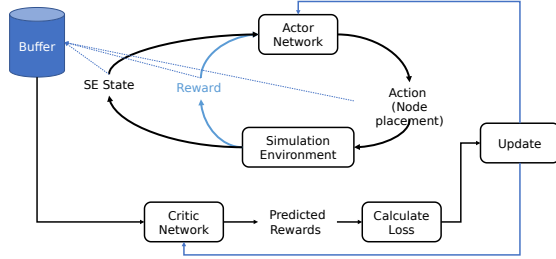 Actor
Network
Buffer
SE State
Reward
Action
(Node
placement)
Simulation
Environment
Update
Critic
Network
Predicted
Rewards
Calculate
Loss